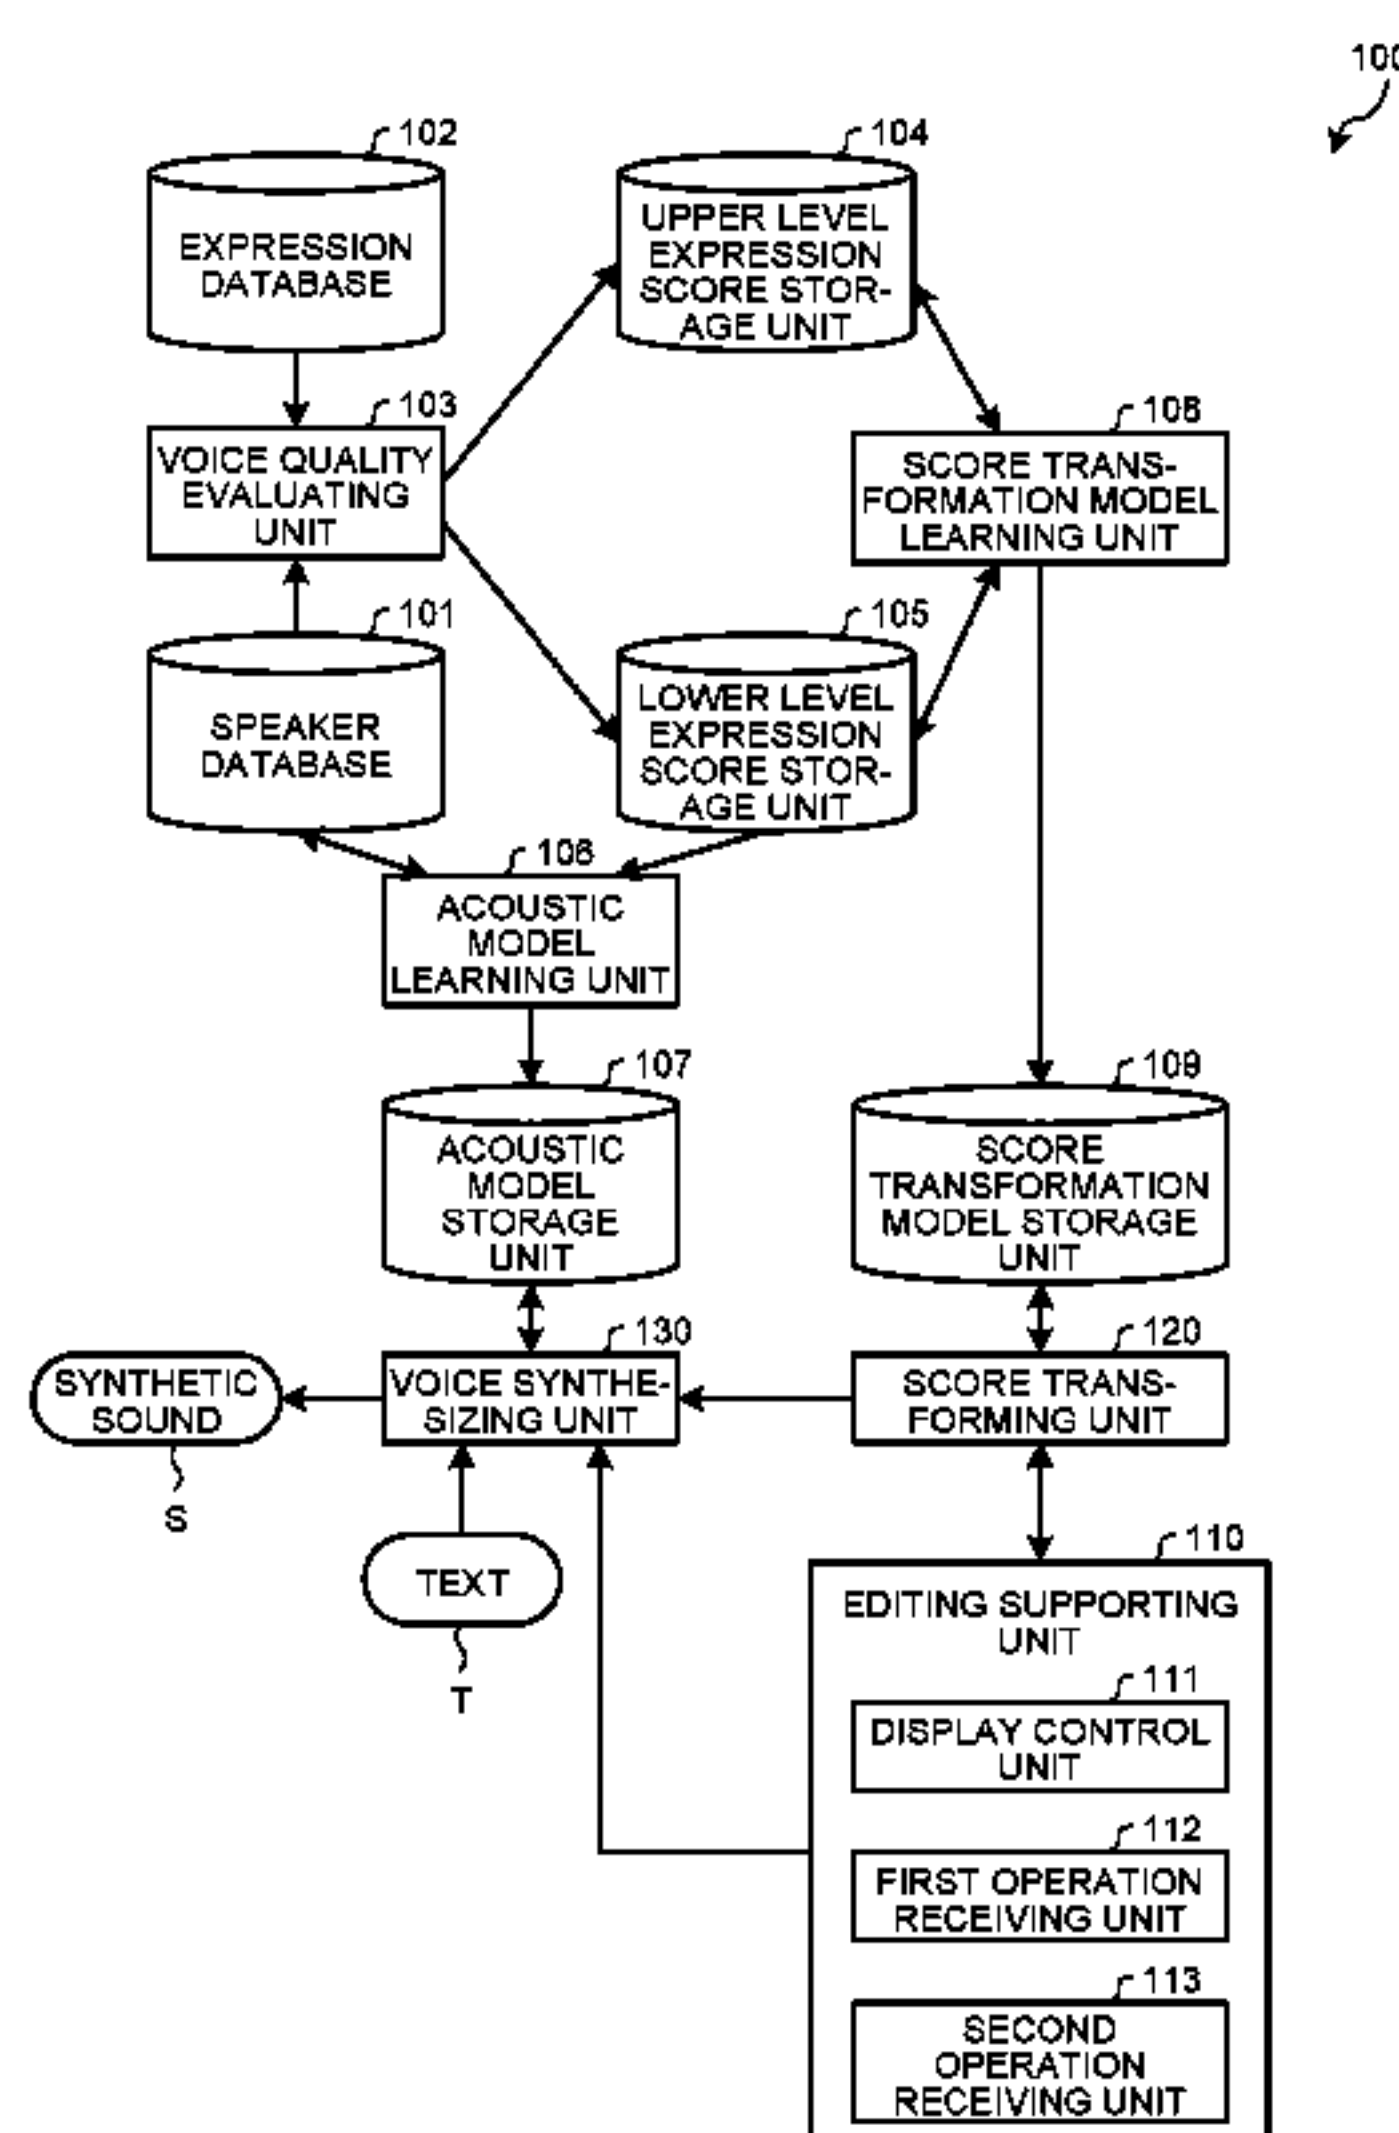 100
102
EXPRESSION
DATABASE
104
UPPER LEVEL
EXPRESSION
SCORE STOR-
AGE UNIT
103
VOICE QUALITY
EVALUATING
UNIT
108
SCORE TRANS-
FORMATION MODEL
LEARNING UNIT
101
SPEAKER
DATABASE
105
LOWER LEVEL
EXPRESSION
SCORE STOR-
AGE UNIT
106
ACOUSTIC
MODEL
LEARNING UNIT
107
ACOUSTIC
MODEL
STORAGE
UNIT
109
SCORE
TRANSFORMATION
MODEL STORAGE
UNIT
SYNTHETIC
SOUND
S
130
VOICE SYNTHE-
SIZING UNIT
120
SCORE TRANS-
FORMING UNIT
TEXT
T
110
EDITING SUPPORTING
UNIT
111
DISPLAY CONTROL
UNIT
112
FIRST OPERATION
RECEIVING UNIT
113
SECOND
OPERATION
RECEIVING UNIT